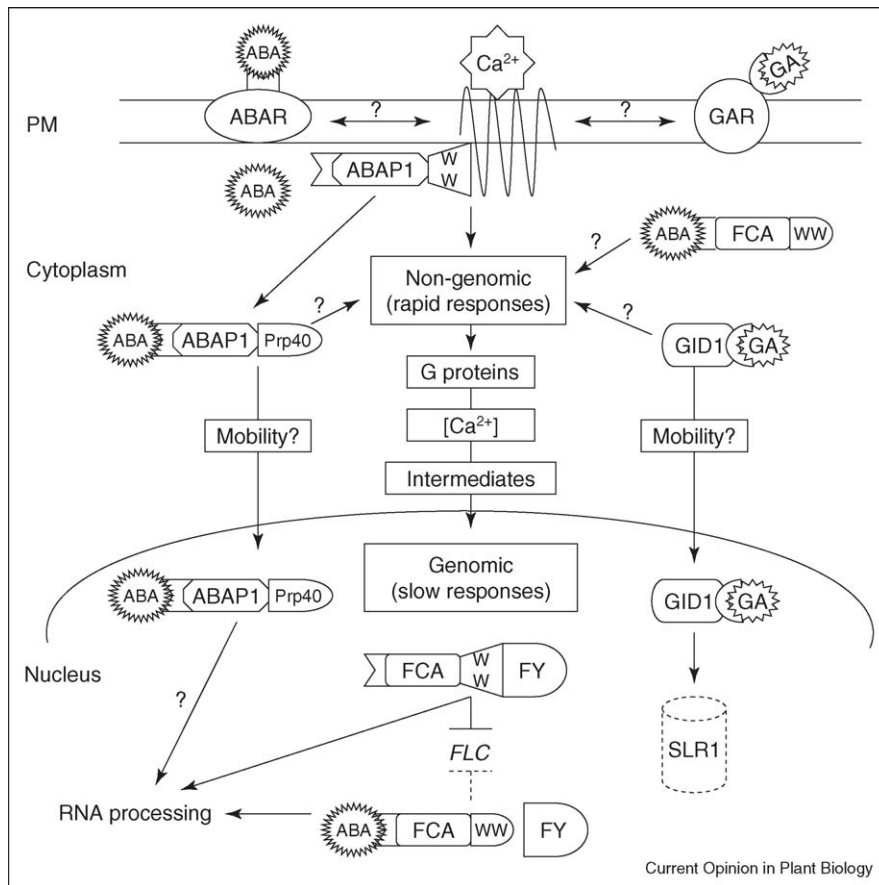 ABA
Ca2+
GA
PM
ABAR
?
?
GAR
ABA
ABAP1
W
W
ABA
FCA
WW
?
Cytoplasm
Non-genomic
(rapid responses)
?
?
ABA
ABAP1
Prp40
GID1
GA
G proteins
Mobility?
[Ca2+]
Mobility?
Intermediates
Genomic
(slow responses)
ABA
ABAP1
Prp40
GID1
GA
Nucleus
FCA
W
W
FY
?
FLC
SLR1
RNA processing
ABA
FCA
WW
FY
Current Opinion in Plant Biology